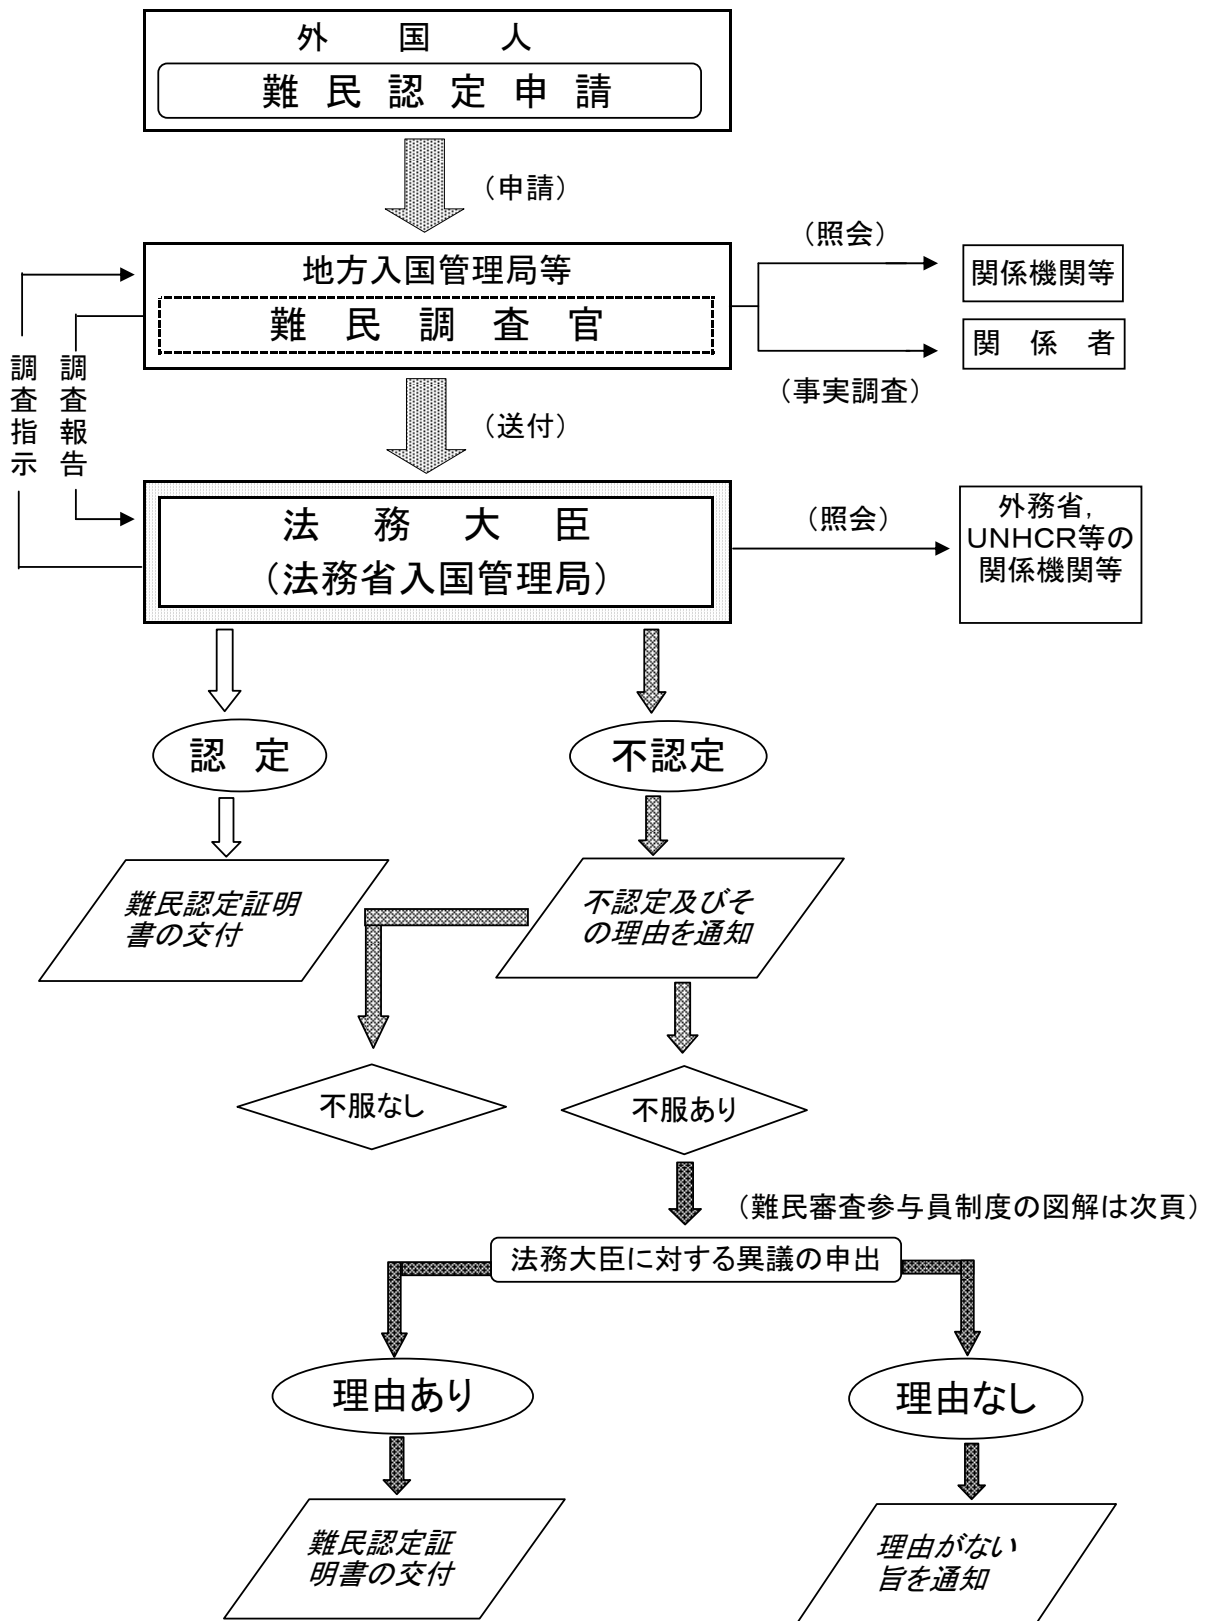 外 国 人
難 民 認 定 申 請
（申請）
地方入国管理局等
難 民 調 査 官
（照会）
関係機関等
関 係 者
（事実調査）
調査指示
調査報告
（送付）
法 務 大 臣
（法務省入国管理局）
（照会）
外務省，
ＵＮＨＣＲ等の
関係機関等
認 定
不認定
難民認定証明
書の交付
不認定及びそ
の理由を通知
不服なし
不服あり
（難民審査参与員制度の図解は次頁）
法務大臣に対する異議の申出
理由あり
理由なし
難民認定証
明書の交付
理由がない
旨を通知